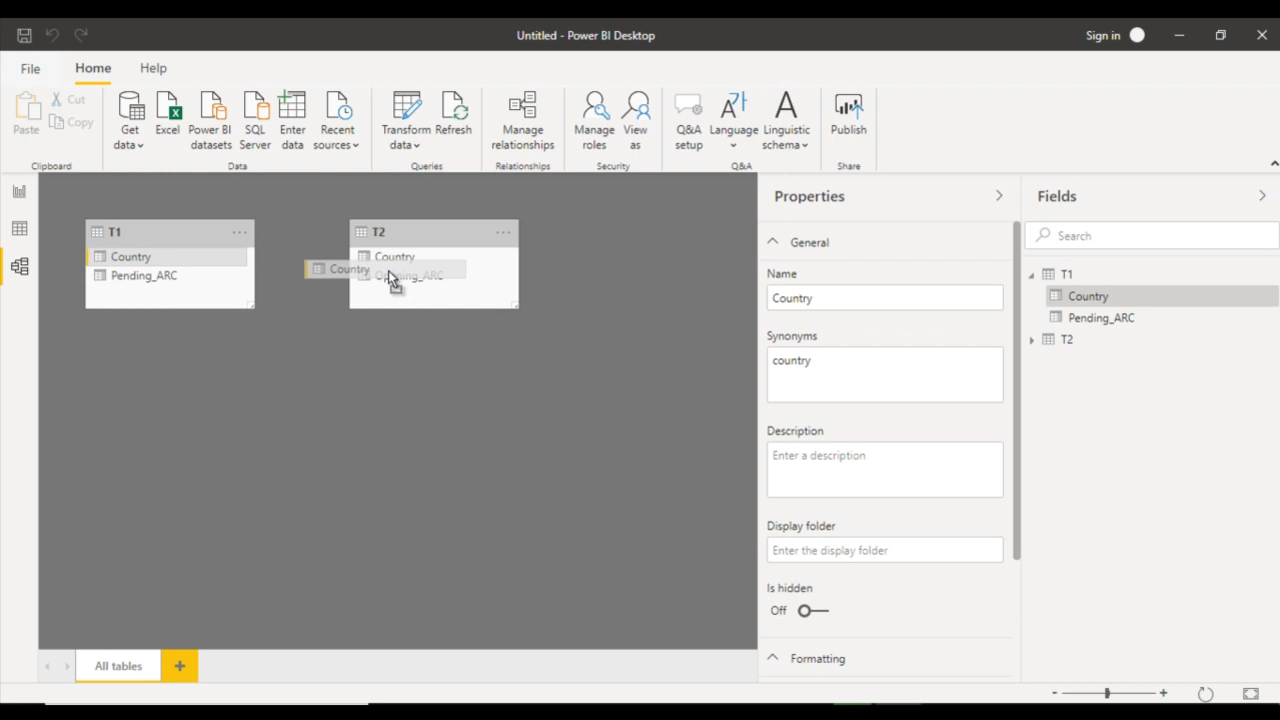 Untitled - Power BI Desktop
Sign in
File
Home
Help
Paste
Cut
Copy
Clipboard
Get data
Excel
Power BI datasets
SQL Server
Enter data
Recent sources
Data
Transform data
Refresh
Queries
Manage relationships
Relationships
Manage roles
View as
Security
Q&A setup
Language
Linguistic schema
Q&A
Publish
Share
T1
Country
Pending_ARC
T2
Country
Country
Properties
General
Name
Country
Synonyms
country
Description
Enter a description
Display folder
Enter the display folder
Is hidden
Off
Formatting
Fields
Search
T1
Country
Pending_ARC
T2
All tables